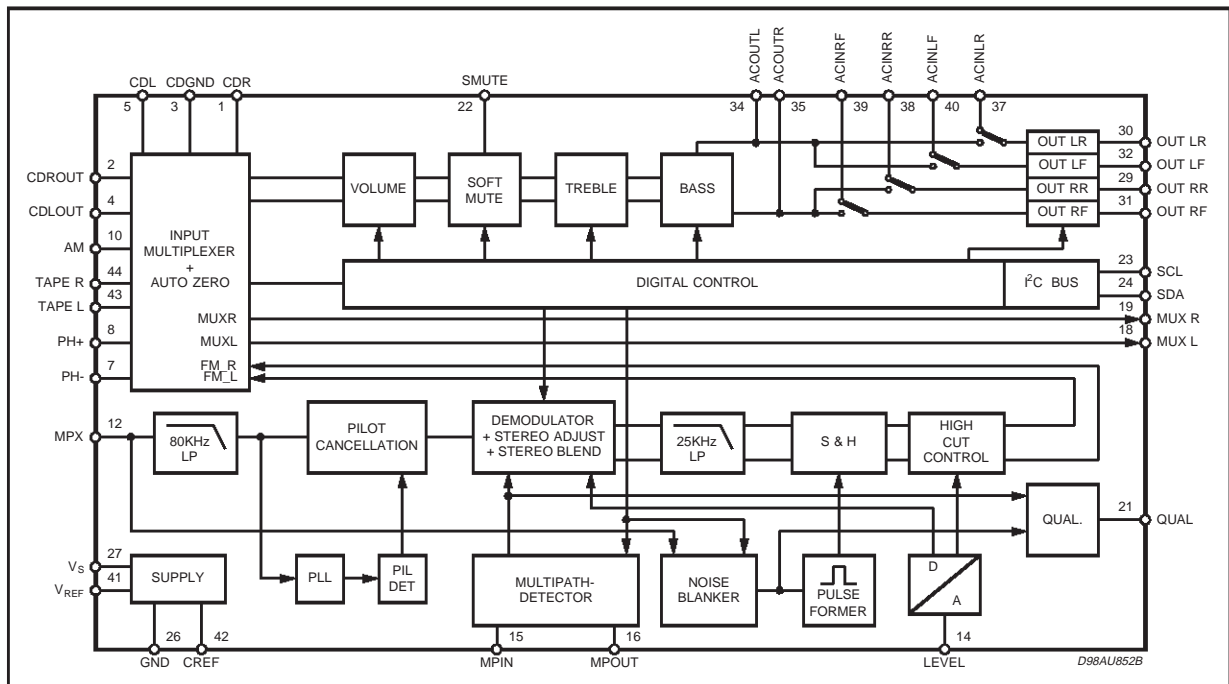 ACOUTL
ACOUTR
ACINRF
ACINRR
ACINLF
ACINLR
CDL
CDGND
CDR
SMUTE
5
3
1
22
34
35
39
38
40
37
30
OUT LR
OUT LR
32
OUT LF
OUT LF
29
OUT RR
OUT RR
31
OUT RF
OUT RF
2
CDROUT
4
CDLOUT
10
AM
44
TAPE R
43
TAPE L
8
PH+
7
PH-
INPUT
MULTIPLEXER
+
AUTO ZERO
MUXR
MUXL
FM_R
FM_L
VOLUME
SOFT
MUTE
TREBLE
BASS
DIGITAL CONTROL
I2C BUS
23
SCL
24
SDA
19
MUX R
18
MUX L
12
MPX
80KHz
LP
PILOT
CANCELLATION
DEMODULATOR
+ STEREO ADJUST
+ STEREO BLEND
25KHz
LP
S & H
HIGH
CUT
CONTROL
QUAL.
21
QUAL
27
VS
41
VREF
SUPPLY
PLL
PIL
DET
MULTIPATH-
DETECTOR
NOISE
BLANKER
PULSE
FORMER
D
A
26
42
15
16
14
GND
CREF
MPIN
MPOUT
LEVEL
D98AU852B